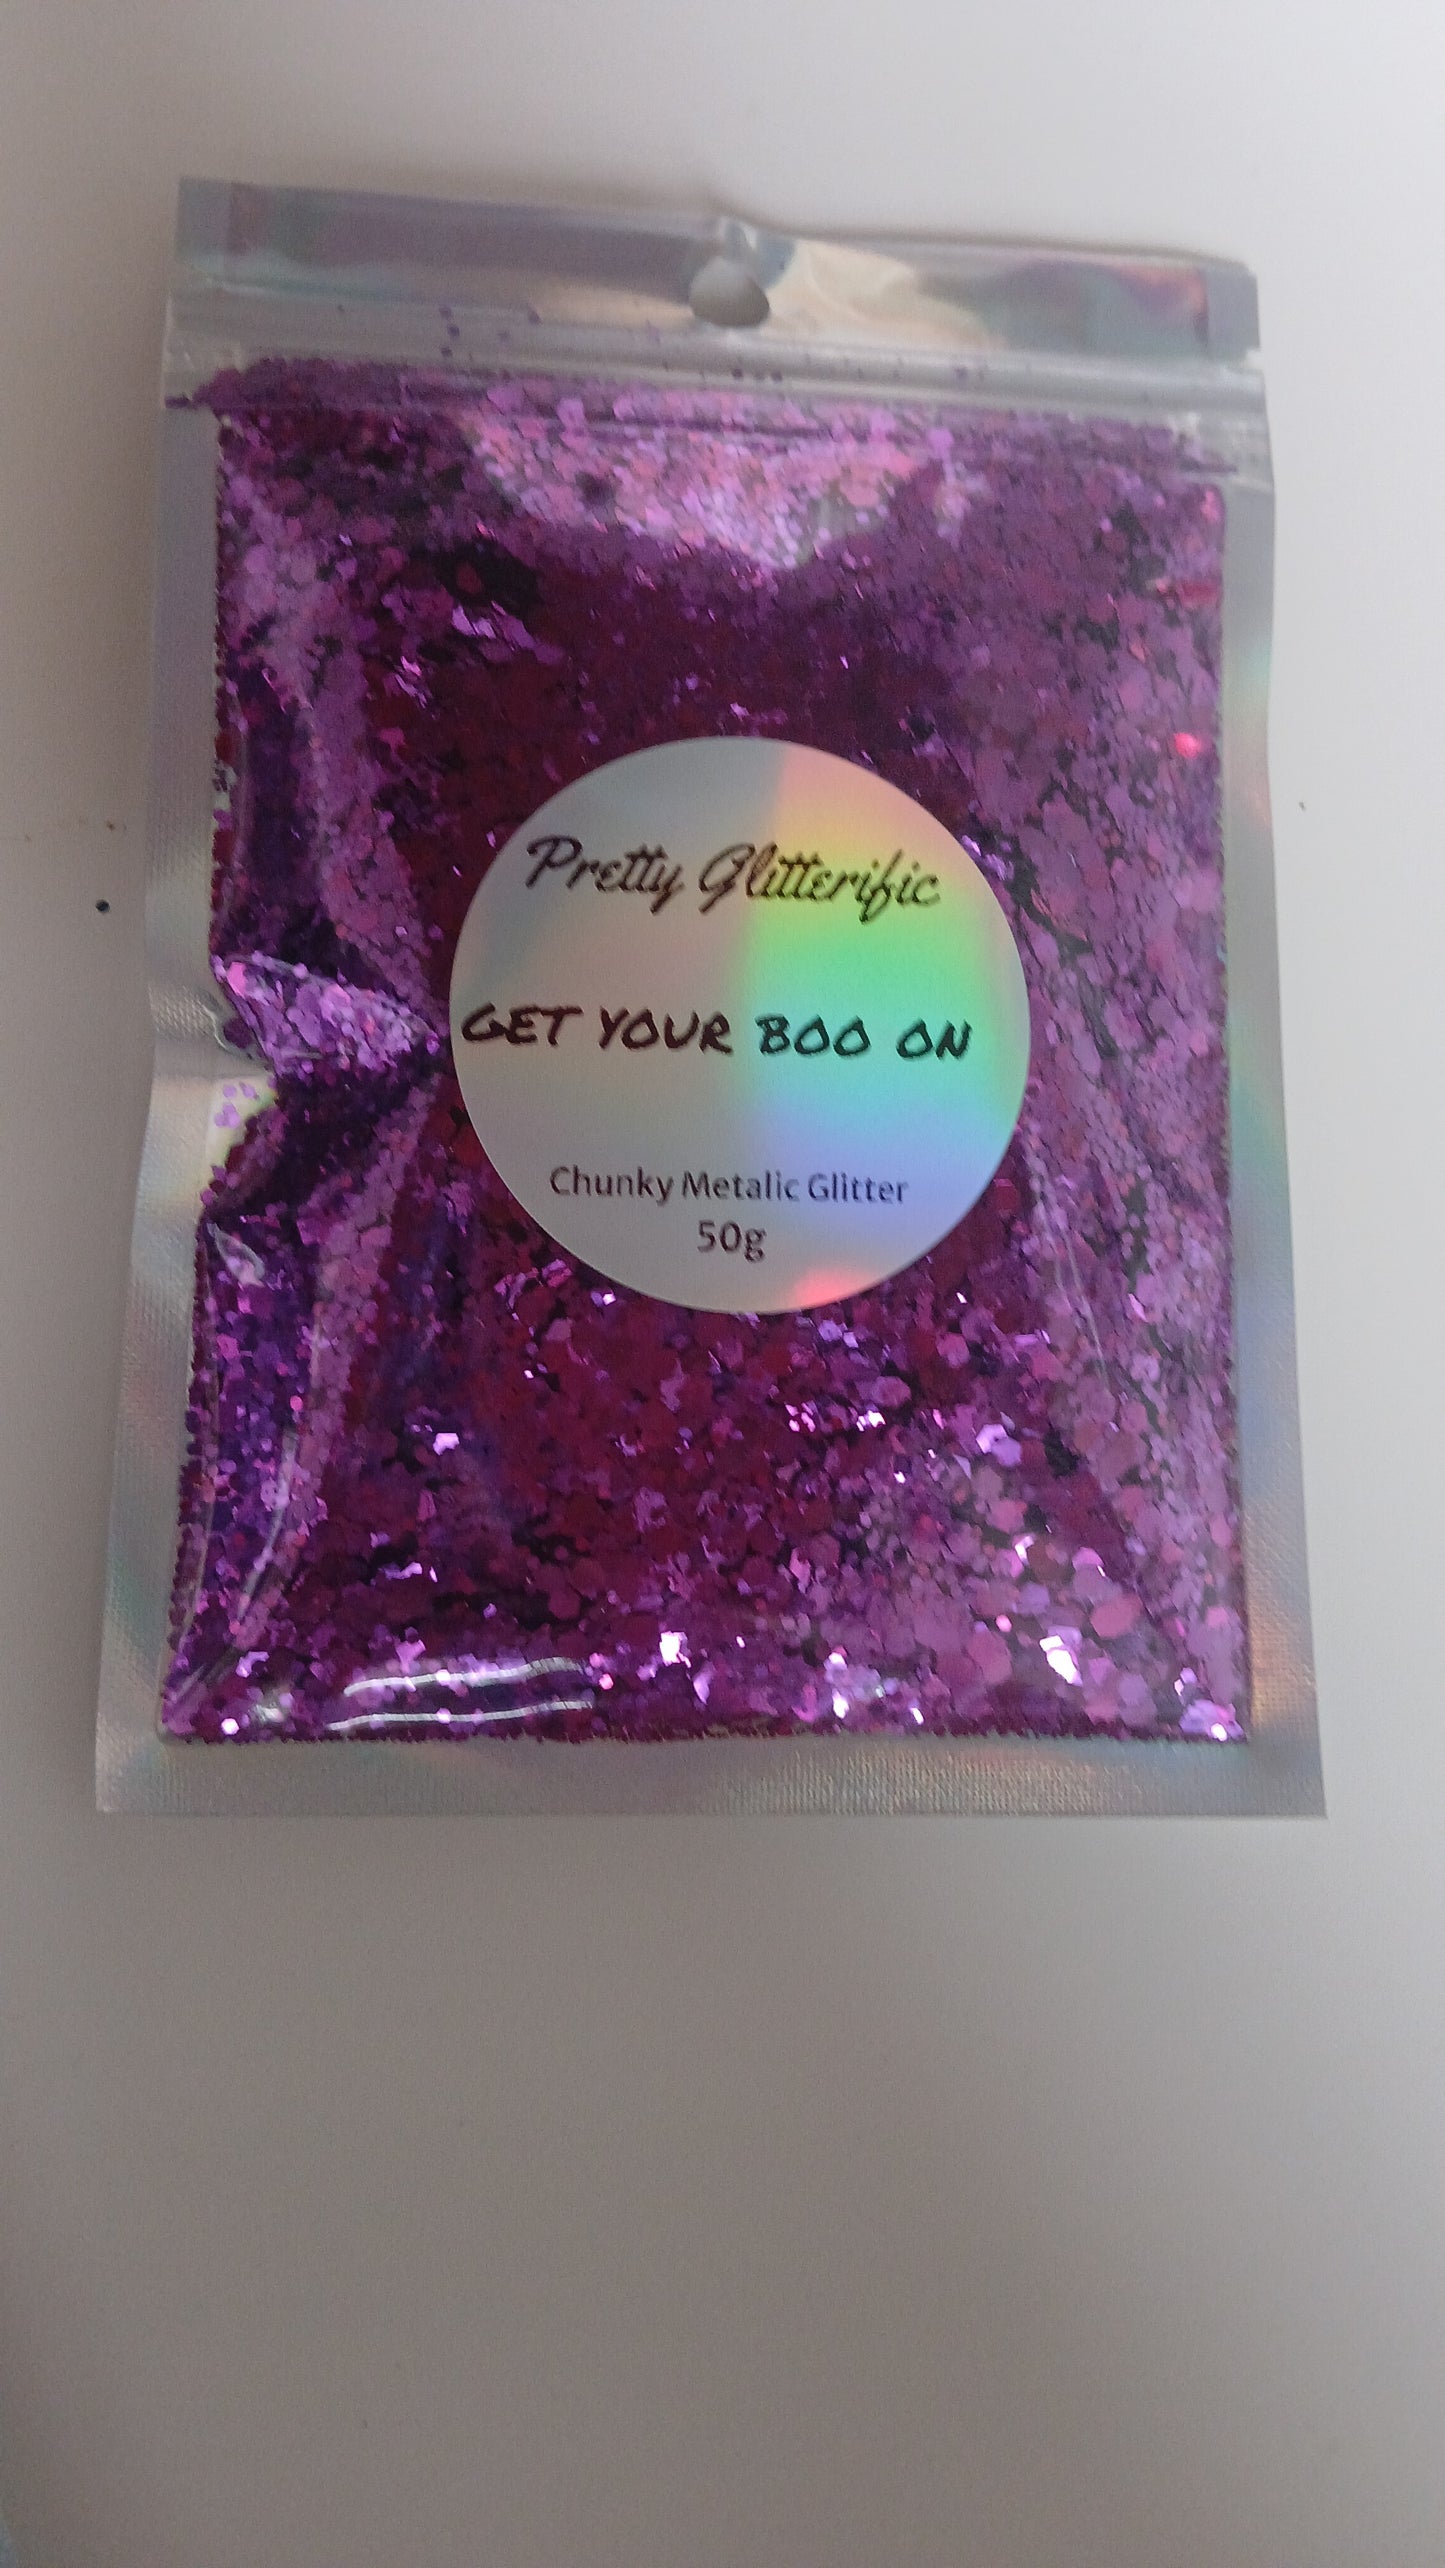 Pretty Glitterific
GET YOUR BOO ON
Chunky Metalic Glitter
50g